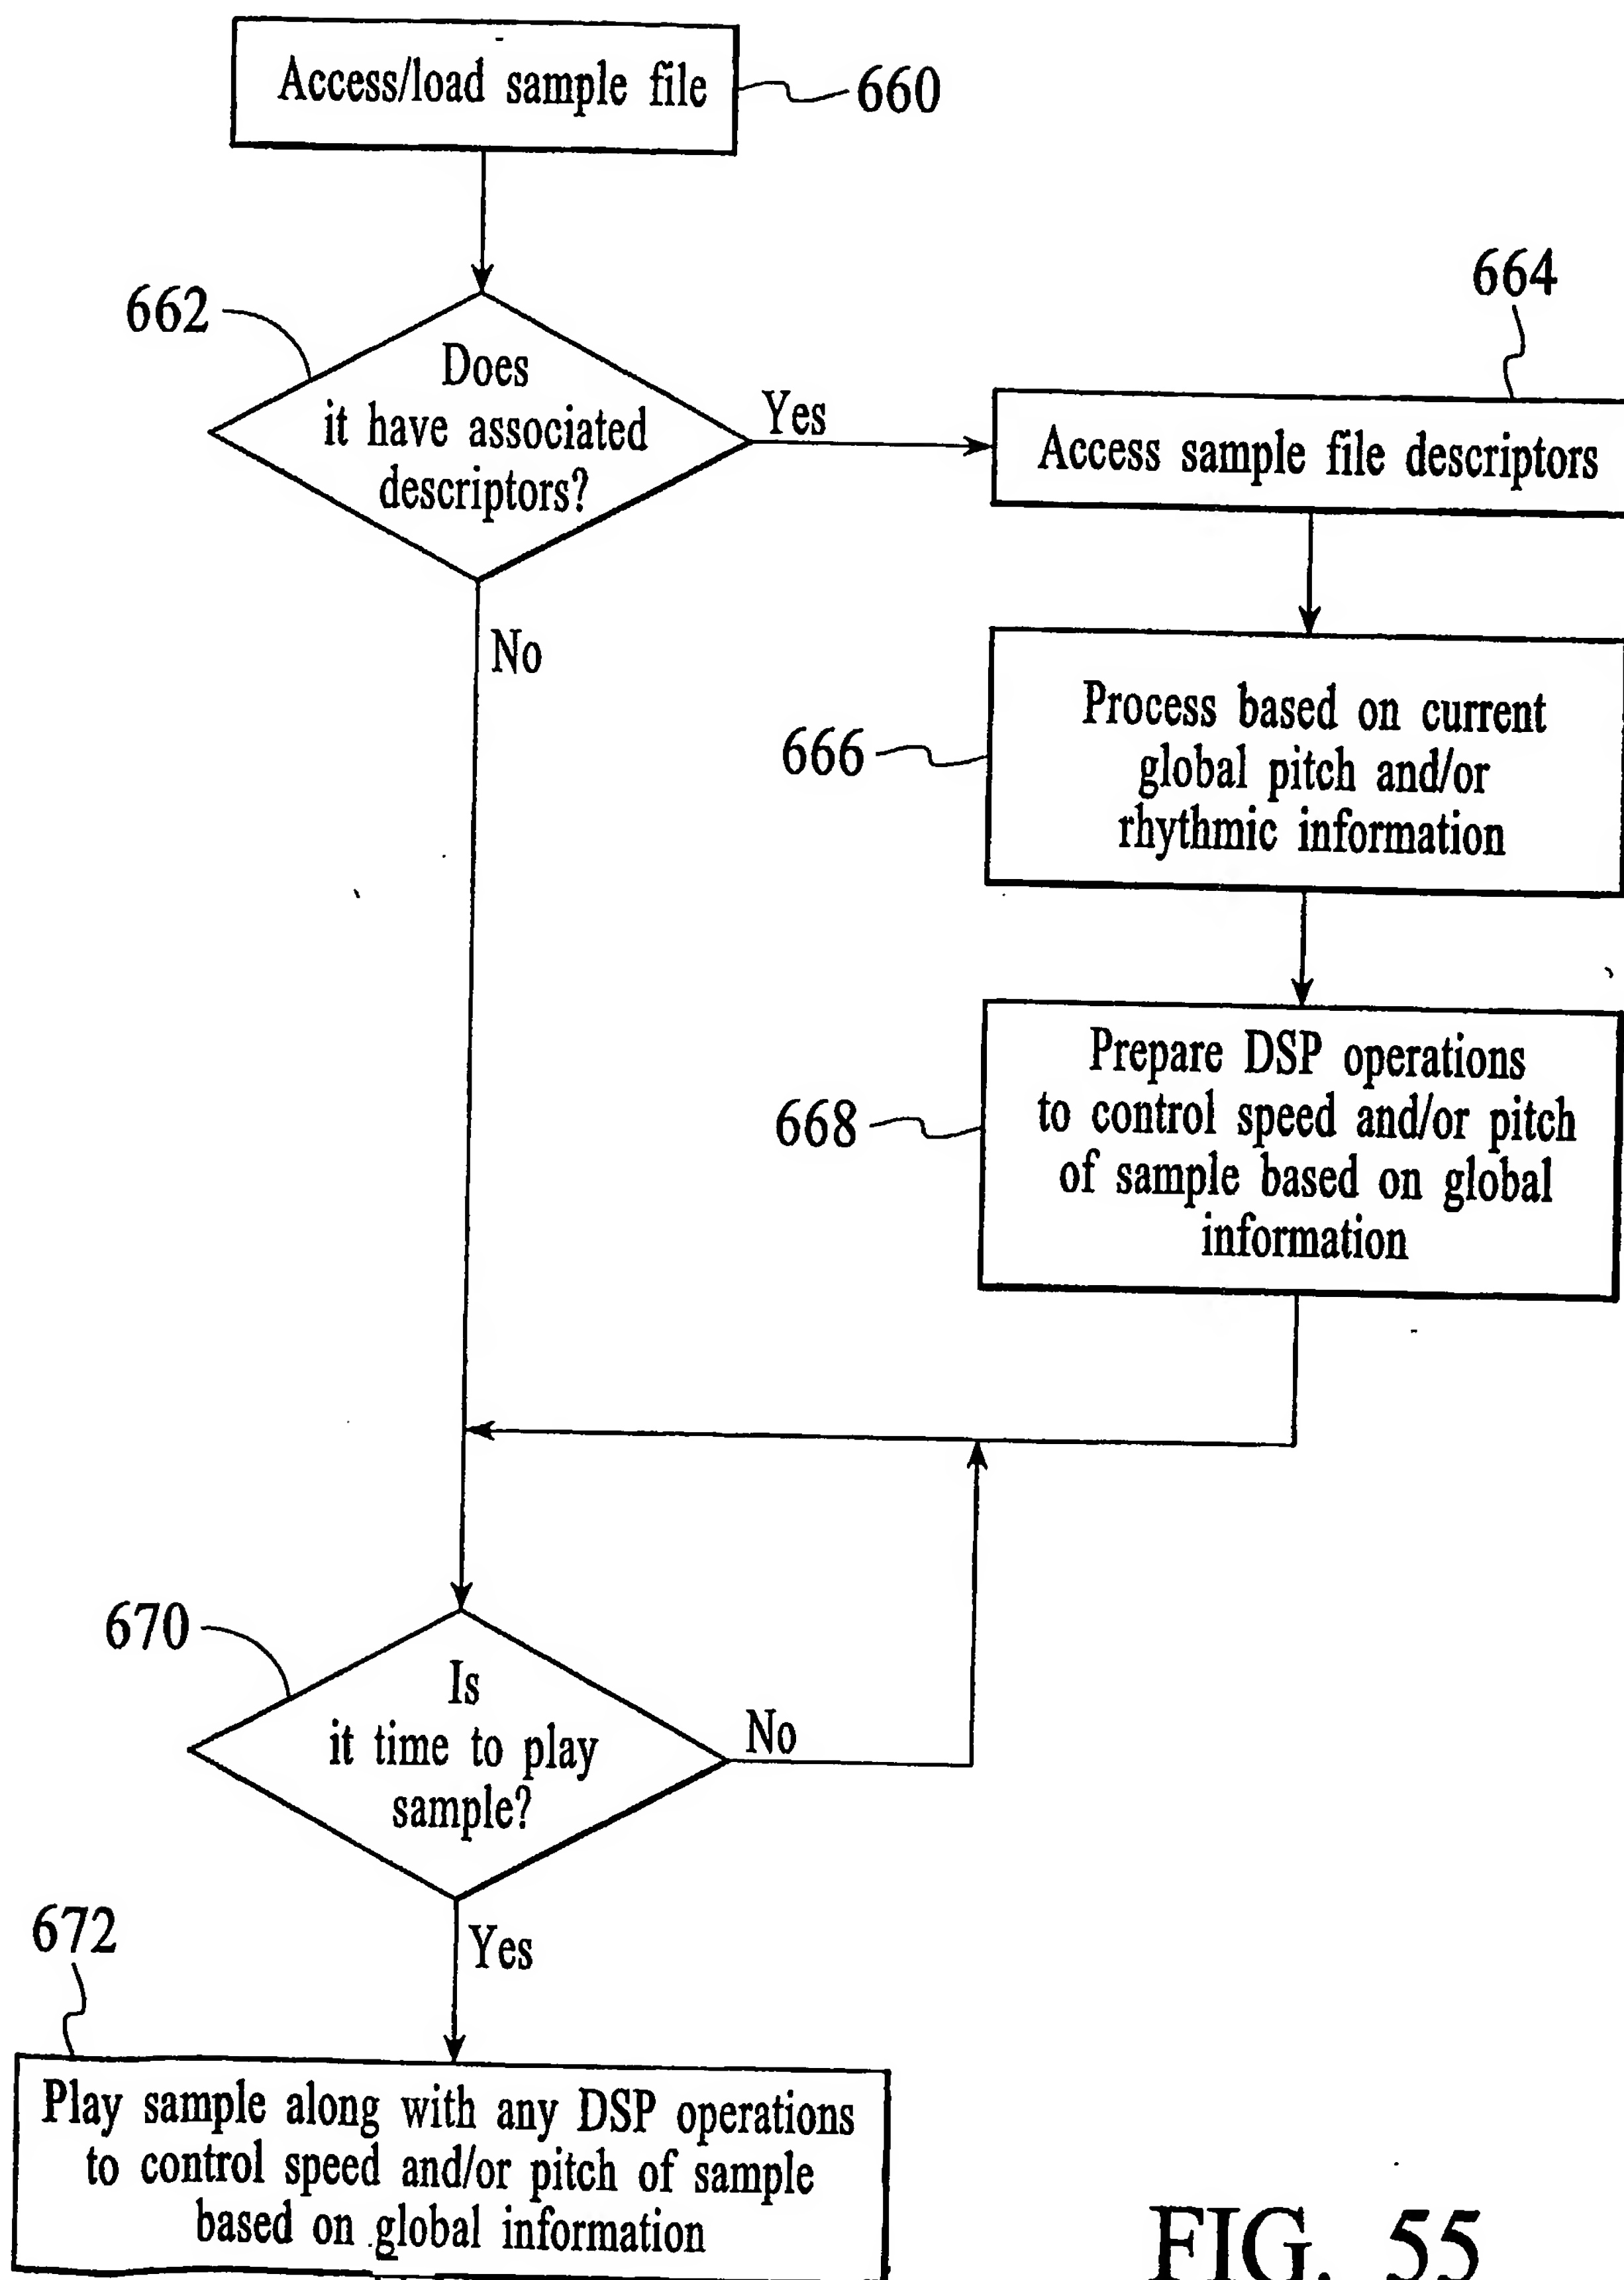 Access/load sample file
660
662
Does
it have associated
descriptors?
Yes
664
Access sample file descriptors
No
666
Process based on current
global pitch and/or
rhythmic information
668
Prepare DSP operations
to control speed and/or pitch
of sample based on global
information
670
Is
it time to play
sample?
No
Yes
672
Play sample along with any DSP operations
to control speed and/or pitch of sample
based on global information
FIG. 55